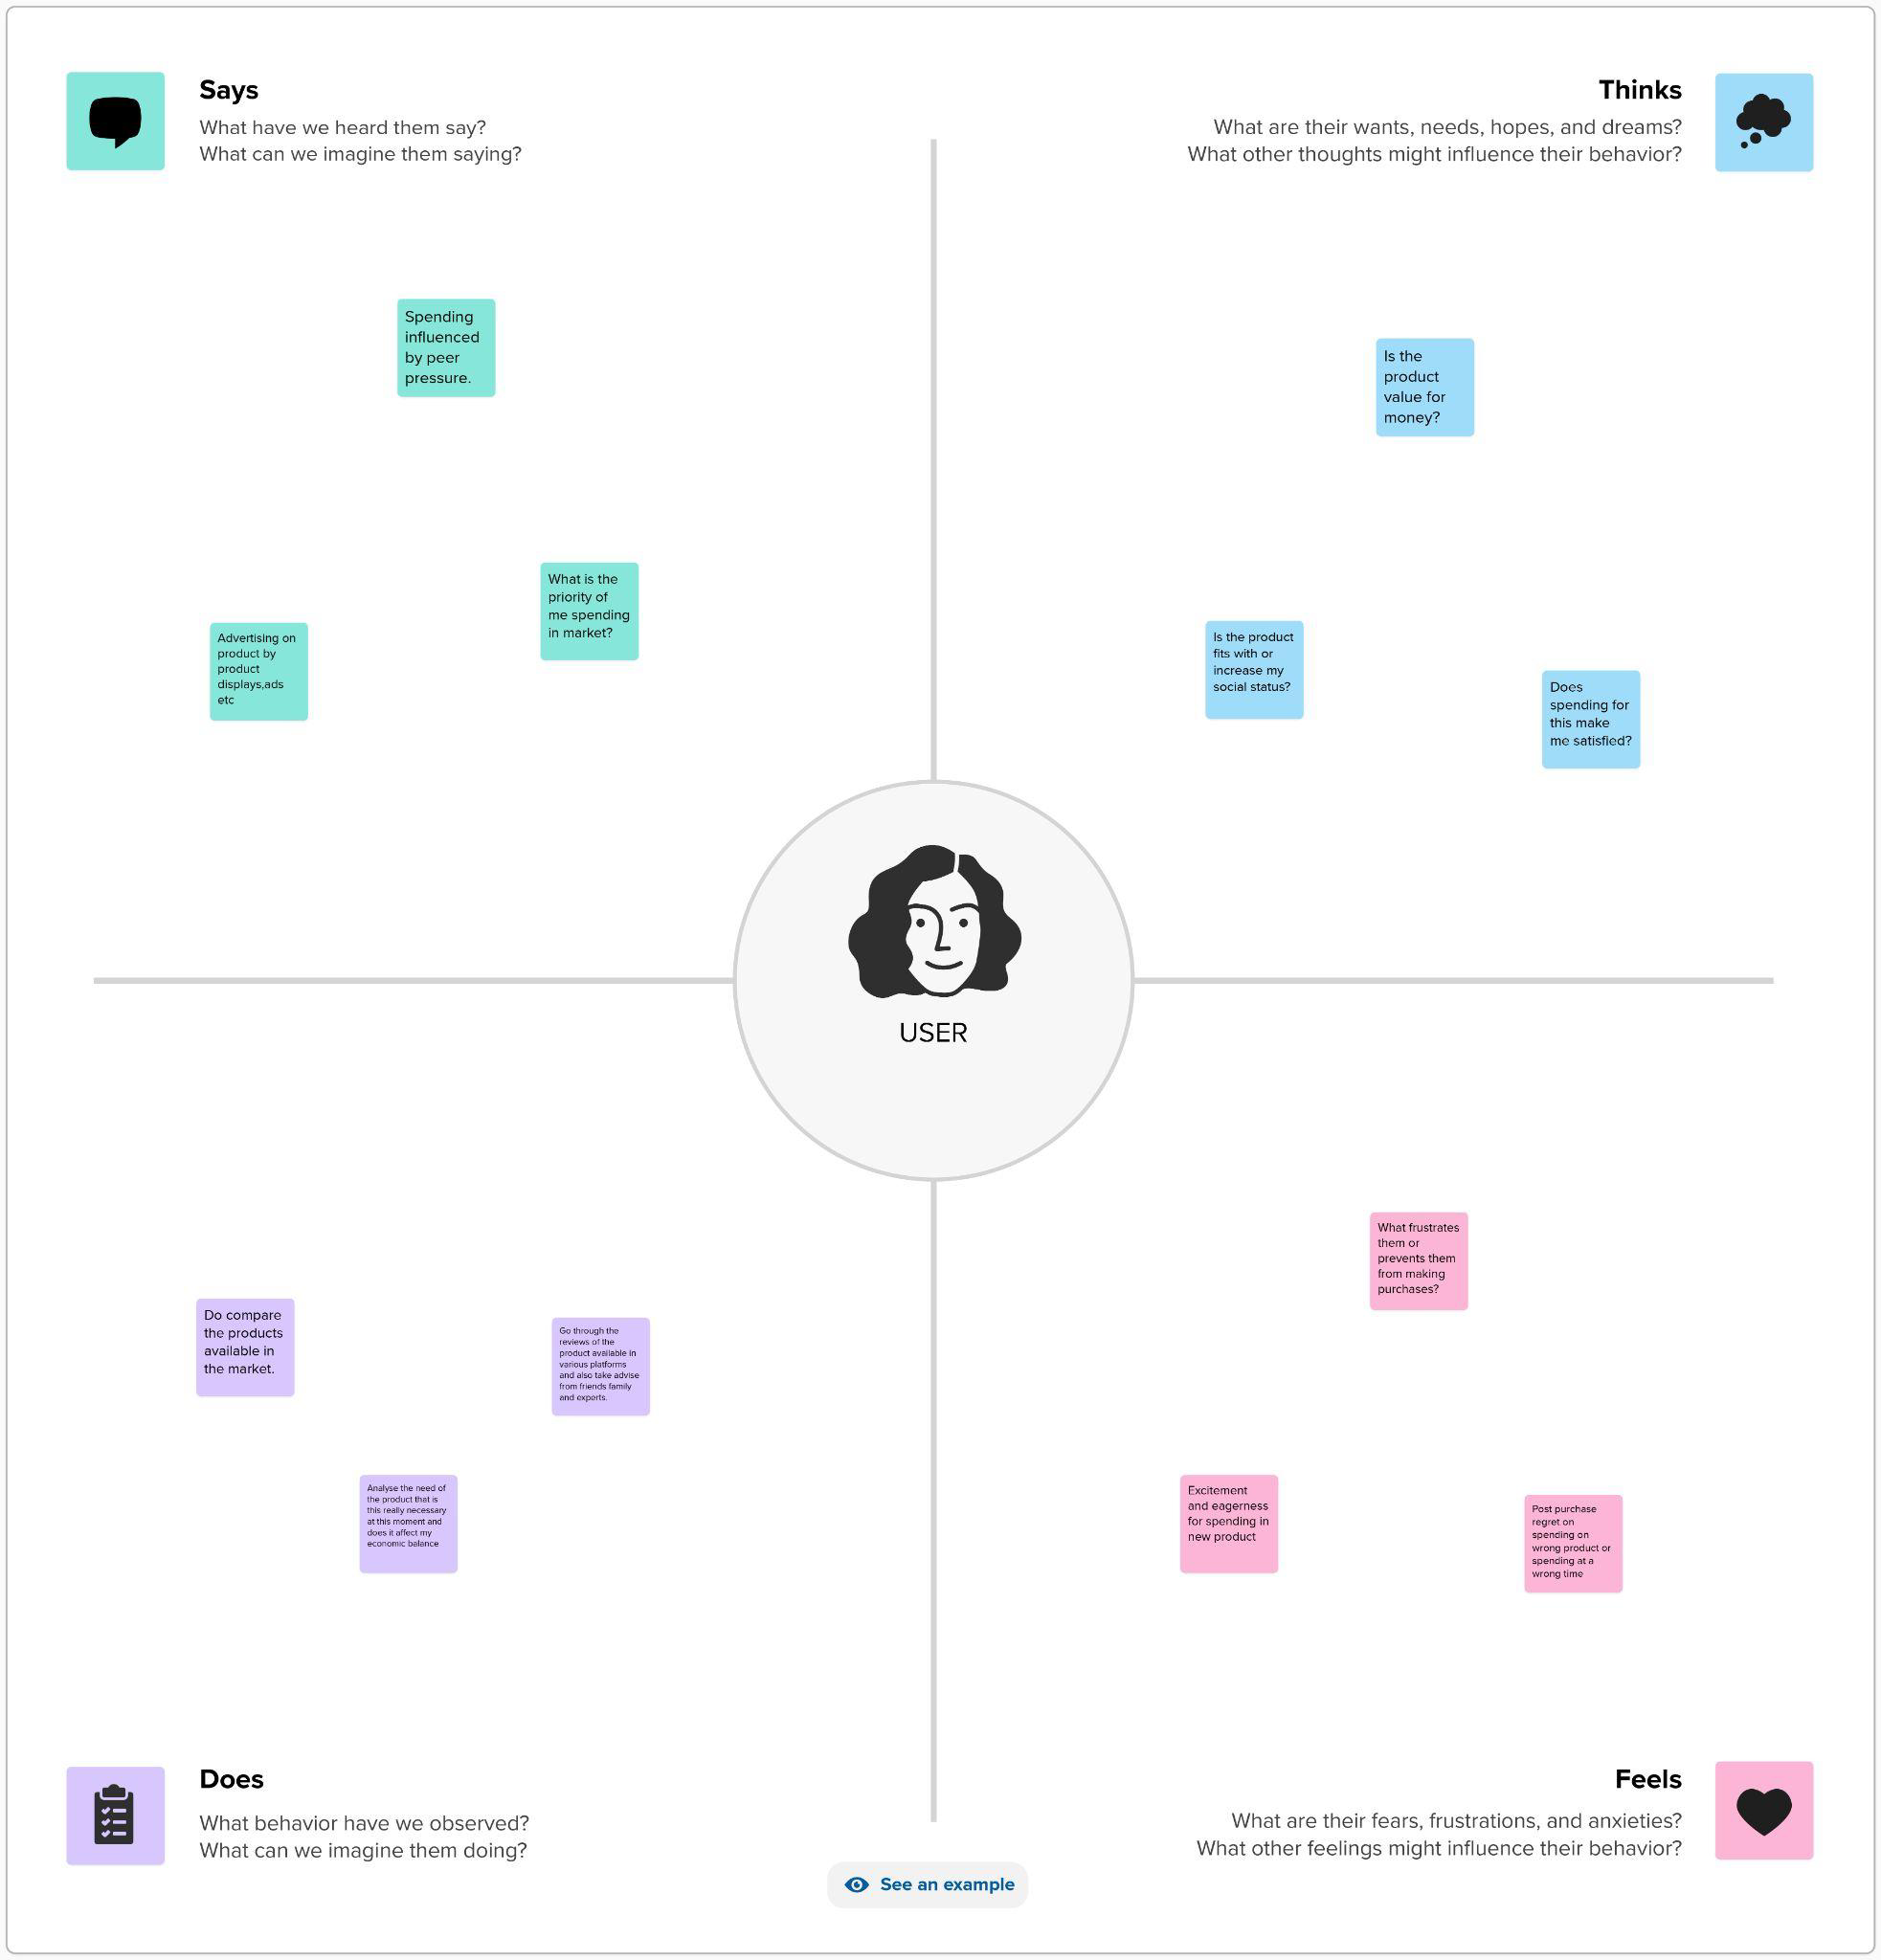 Says
What have we heard them say?
What can we imagine them saying?
Thinks
What are their wants, needs, hopes, and dreams?
What other thoughts might influence their behavior?
Spending
influenced
by peer
pressure.
What is the
priority of
me spending
in market?
Advertising on
product by
product
displays,ads
etc
Is the
product
value for
money?
Is the product
fits with or
increase my
social status?
Does
spending for
this make
me satisfied?
USER
Do compare
the products
available in
the market.
Go through the
reviews of the
product available in
various platforms
and also take advise
from friends family
and experts.
Analyse the need of
the product that is
this really necessary
at this moment and
does it affect my
economic balance
What frustrates
them or
prevents them
from making
purchases?
Excitement
and eagerness
for spending in
new product
Post purchase
regret on
spending on
wrong product or
spending at a
wrong time
Does
What behavior have we observed?
What can we imagine them doing?
Feels
What are their fears, frustrations, and anxieties?
What other feelings might influence their behavior?
See an example